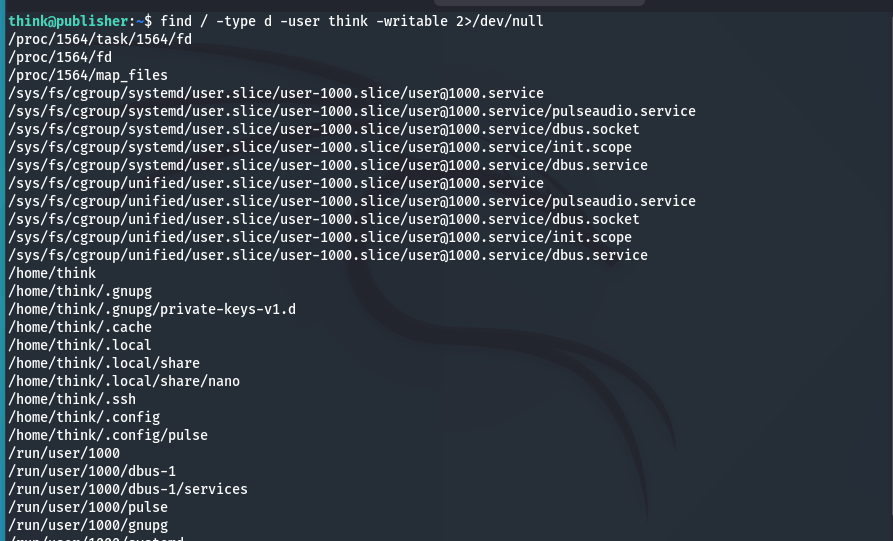 think@publisher:~$ find / -type d -user think -writable 2>/dev/null
/proc/1564/task/1564/fd
/proc/1564/fd
/proc/1564/map_files
/sys/fs/cgroup/systemd/user.slice/user-1000.slice/user@1000.service
/sys/fs/cgroup/systemd/user.slice/user-1000.slice/user@1000.service/pulseaudio.service
/sys/fs/cgroup/systemd/user.slice/user-1000.slice/user@1000.service/dbus.socket
/sys/fs/cgroup/systemd/user.slice/user-1000.slice/user@1000.service/init.scope
/sys/fs/cgroup/systemd/user.slice/user-1000.slice/user@1000.service/dbus.service
/sys/fs/cgroup/unified/user.slice/user-1000.slice/user@1000.service
/sys/fs/cgroup/unified/user.slice/user-1000.slice/user@1000.service/pulseaudio.service
/sys/fs/cgroup/unified/user.slice/user-1000.slice/user@1000.service/dbus.socket
/sys/fs/cgroup/unified/user.slice/user-1000.slice/user@1000.service/init.scope
/sys/fs/cgroup/unified/user.slice/user-1000.slice/user@1000.service/dbus.service
/home/think
/home/think/.gnupg
/home/think/.gnupg/private-keys-v1.d
/home/think/.cache
/home/think/.local
/home/think/.local/share
/home/think/.local/share/nano
/home/think/.ssh
/home/think/.config
/home/think/.config/pulse
/run/user/1000
/run/user/1000/dbus-1
/run/user/1000/dbus-1/services
/run/user/1000/pulse
/run/user/1000/gnupg
/run/user/1000/systemd